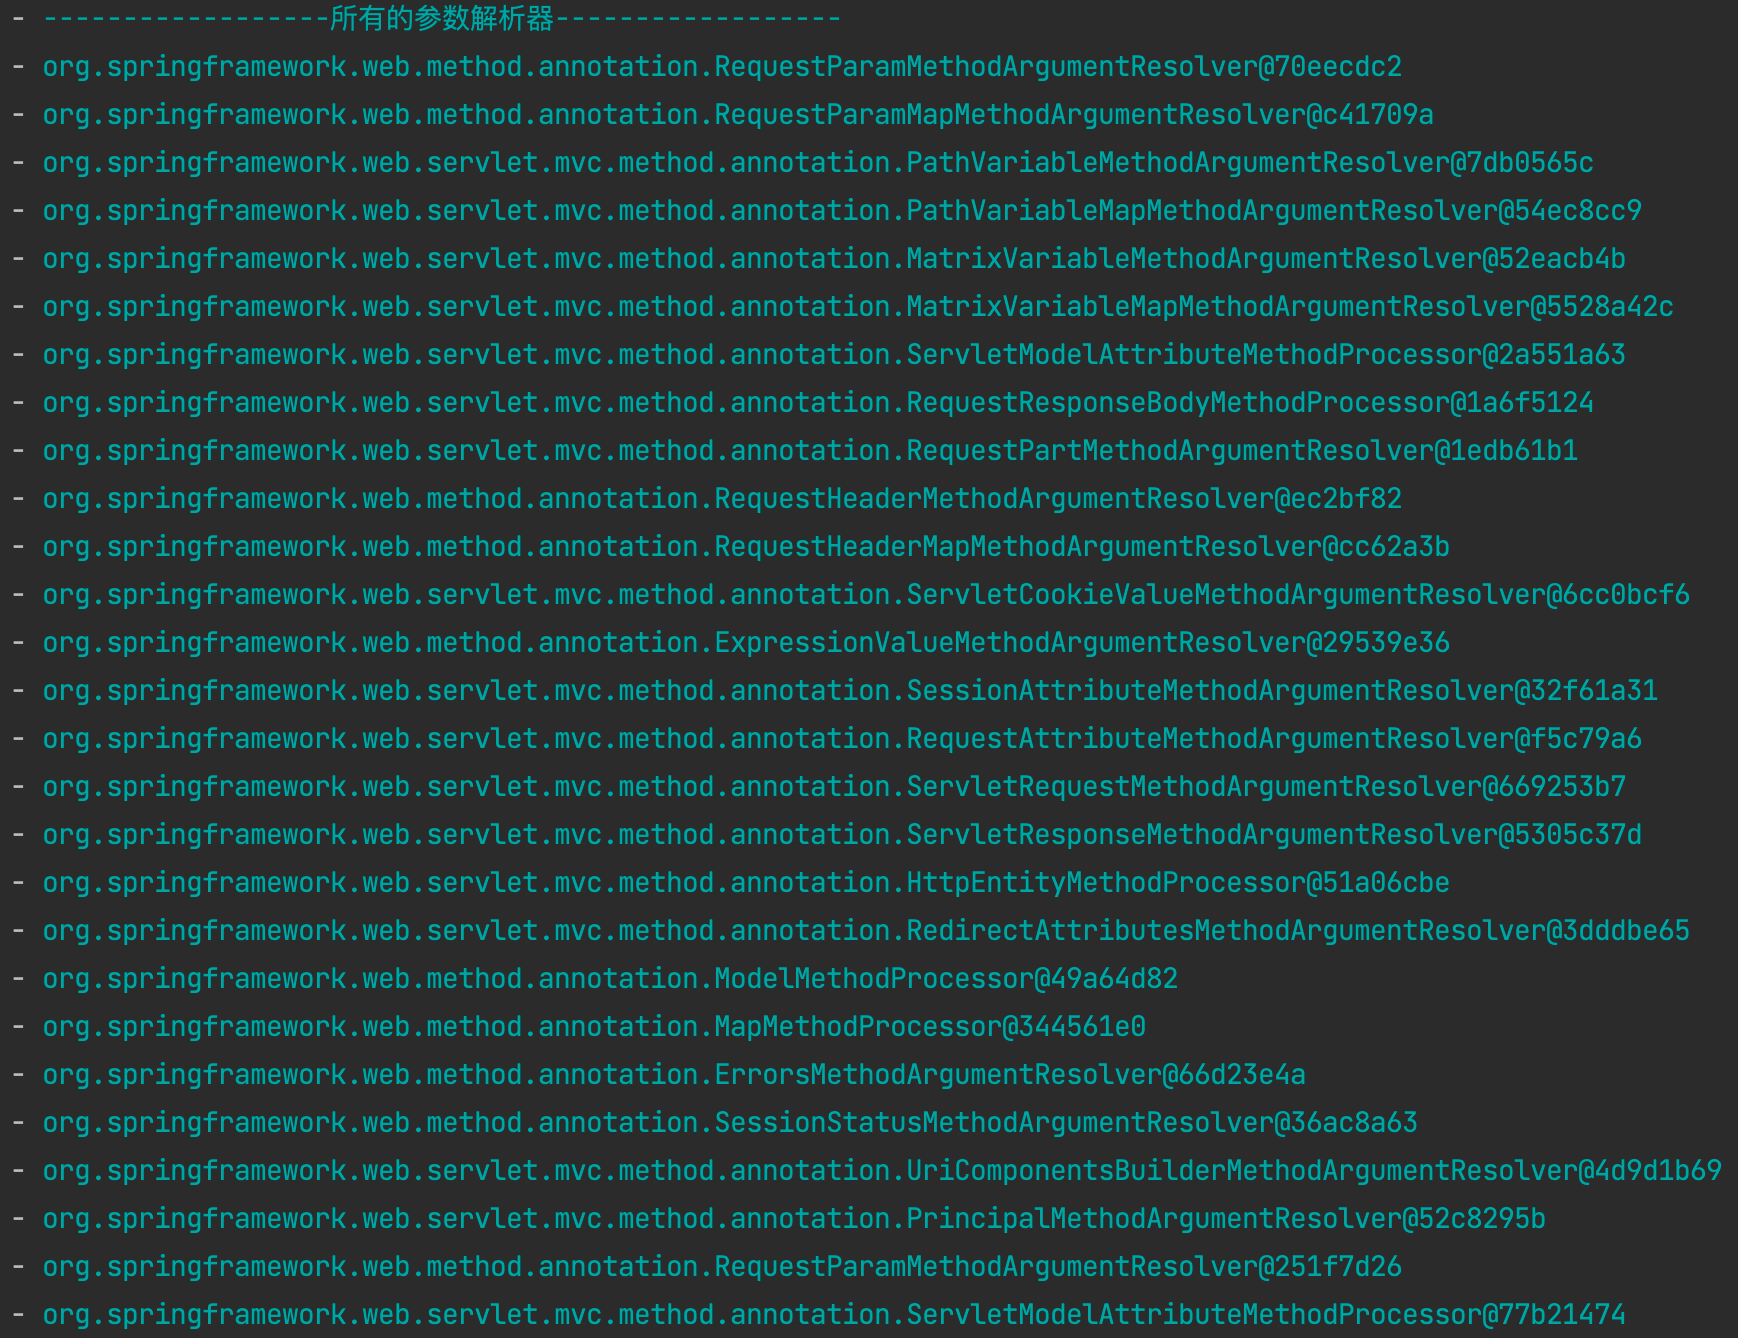 - ------------------所有的参数解析器------------------
- org.springframework.web.method.annotation.RequestParamMethodArgumentResolver@70eecdc2
- org.springframework.web.method.annotation.RequestParamMapMethodArgumentResolver@c41709a
- org.springframework.web.servlet.mvc.method.annotation.PathVariableMethodArgumentResolver@7db0565c
- org.springframework.web.servlet.mvc.method.annotation.PathVariableMapMethodArgumentResolver@54ec8cc9
- org.springframework.web.servlet.mvc.method.annotation.MatrixVariableMethodArgumentResolver@52eacb4b
- org.springframework.web.servlet.mvc.method.annotation.MatrixVariableMapMethodArgumentResolver@5528a42c
- org.springframework.web.servlet.mvc.method.annotation.ServletModelAttributeMethodProcessor@2a551a63
- org.springframework.web.servlet.mvc.method.annotation.RequestResponseBodyMethodProcessor@1a6f5124
- org.springframework.web.servlet.mvc.method.annotation.RequestPartMethodArgumentResolver@1edb61b1
- org.springframework.web.method.annotation.RequestHeaderMethodArgumentResolver@ec2bf82
- org.springframework.web.method.annotation.RequestHeaderMapMethodArgumentResolver@cc62a3b
- org.springframework.web.servlet.mvc.method.annotation.ServletCookieValueMethodArgumentResolver@6cc0bcf6
- org.springframework.web.method.annotation.ExpressionValueMethodArgumentResolver@29539e36
- org.springframework.web.servlet.mvc.method.annotation.SessionAttributeMethodArgumentResolver@32f61a31
- org.springframework.web.servlet.mvc.method.annotation.RequestAttributeMethodArgumentResolver@f5c79a6
- org.springframework.web.servlet.mvc.method.annotation.ServletRequestMethodArgumentResolver@669253b7
- org.springframework.web.servlet.mvc.method.annotation.ServletResponseMethodArgumentResolver@5305c37d
- org.springframework.web.servlet.mvc.method.annotation.HttpEntityMethodProcessor@51a06cbe
- org.springframework.web.servlet.mvc.method.annotation.RedirectAttributesMethodArgumentResolver@3dddbe65
- org.springframework.web.method.annotation.ModelMethodProcessor@49a64d82
- org.springframework.web.method.annotation.MapMethodProcessor@344561e0
- org.springframework.web.method.annotation.ErrorsMethodArgumentResolver@66d23e4a
- org.springframework.web.method.annotation.SessionStatusMethodArgumentResolver@36ac8a63
- org.springframework.web.servlet.mvc.method.annotation.UriComponentsBuilderMethodArgumentResolver@4d9d1b69
- org.springframework.web.servlet.mvc.method.annotation.PrincipalMethodArgumentResolver@52c8295b
- org.springframework.web.method.annotation.RequestParamMethodArgumentResolver@251f7d26
- org.springframework.web.servlet.mvc.method.annotation.ServletModelAttributeMethodProcessor@77b21474